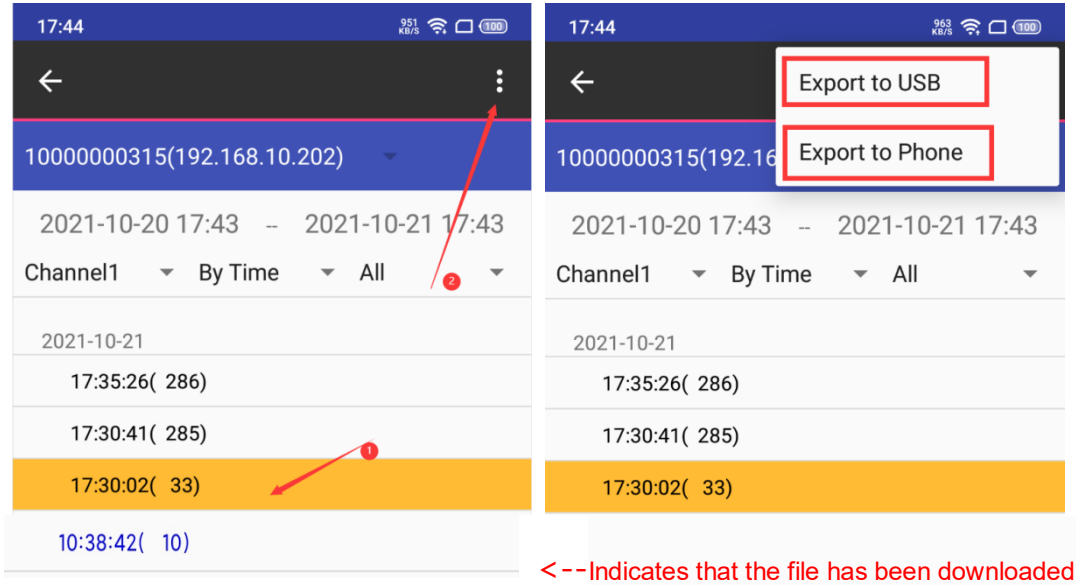 17:44
951 KB/S
100
10000000315(192.168.10.202)
2021-10-20 17:43 -- 2021-10-21 17:43
Channel1 By Time All
2
2021-10-21
17:35:26( 286)
17:30:41( 285)
1
17:30:02( 33)
10:38:42( 10)
17:44
963 KB/S
100
Export to USB
Export to Phone
10000000315(192.16
2021-10-20 17:43 -- 2021-10-21 17:43
Channel1 By Time All
2021-10-21
17:35:26( 286)
17:30:41( 285)
17:30:02( 33)
<--Indicates that the file has been downloaded